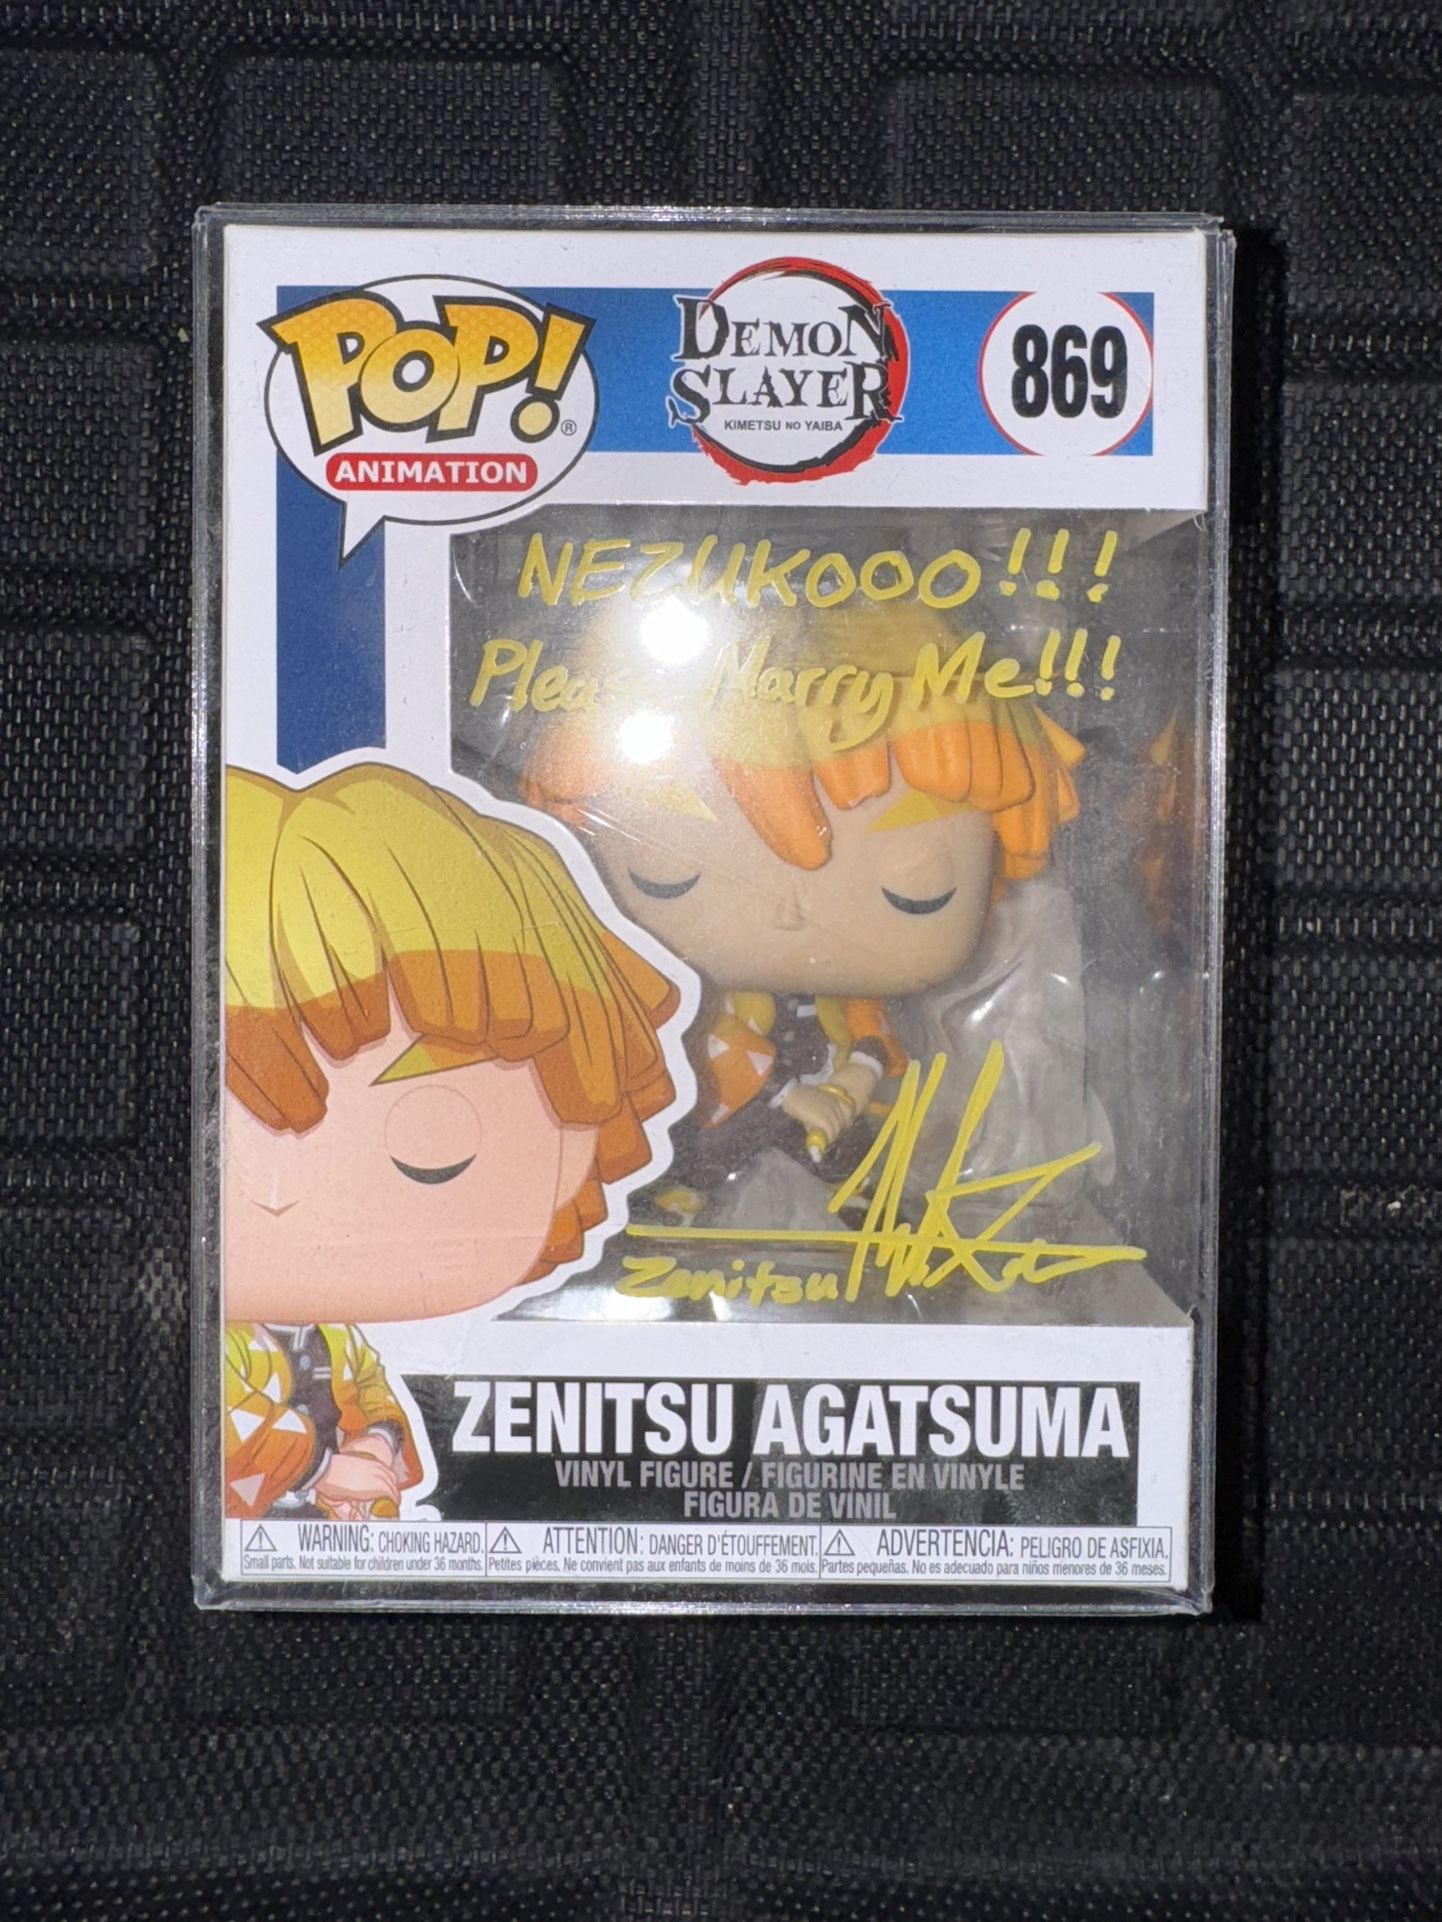 POP!®
ANIMATION
DEMON
SLAYER
KIMETSU NO YAIBA
869
NEZUKOOO!!!
Please Marry Me!!!
Zenitsu
ZENITSU AGATSUMA
VINYL FIGURE / FIGURINE EN VINYLE
FIGURA DE VINIL
WARNING: CHOKING HAZARD.
Small parts. Not suitable for children under 36 months.
ATTENTION: DANGER D'ÉTOUFFEMENT.
Petites pièces. Ne convient pas aux enfants de moins de 36 mois.
ADVERTENCIA: PELIGRO DE ASFIXIA.
Partes pequeñas. No es adecuado para niños menores de 36 meses.